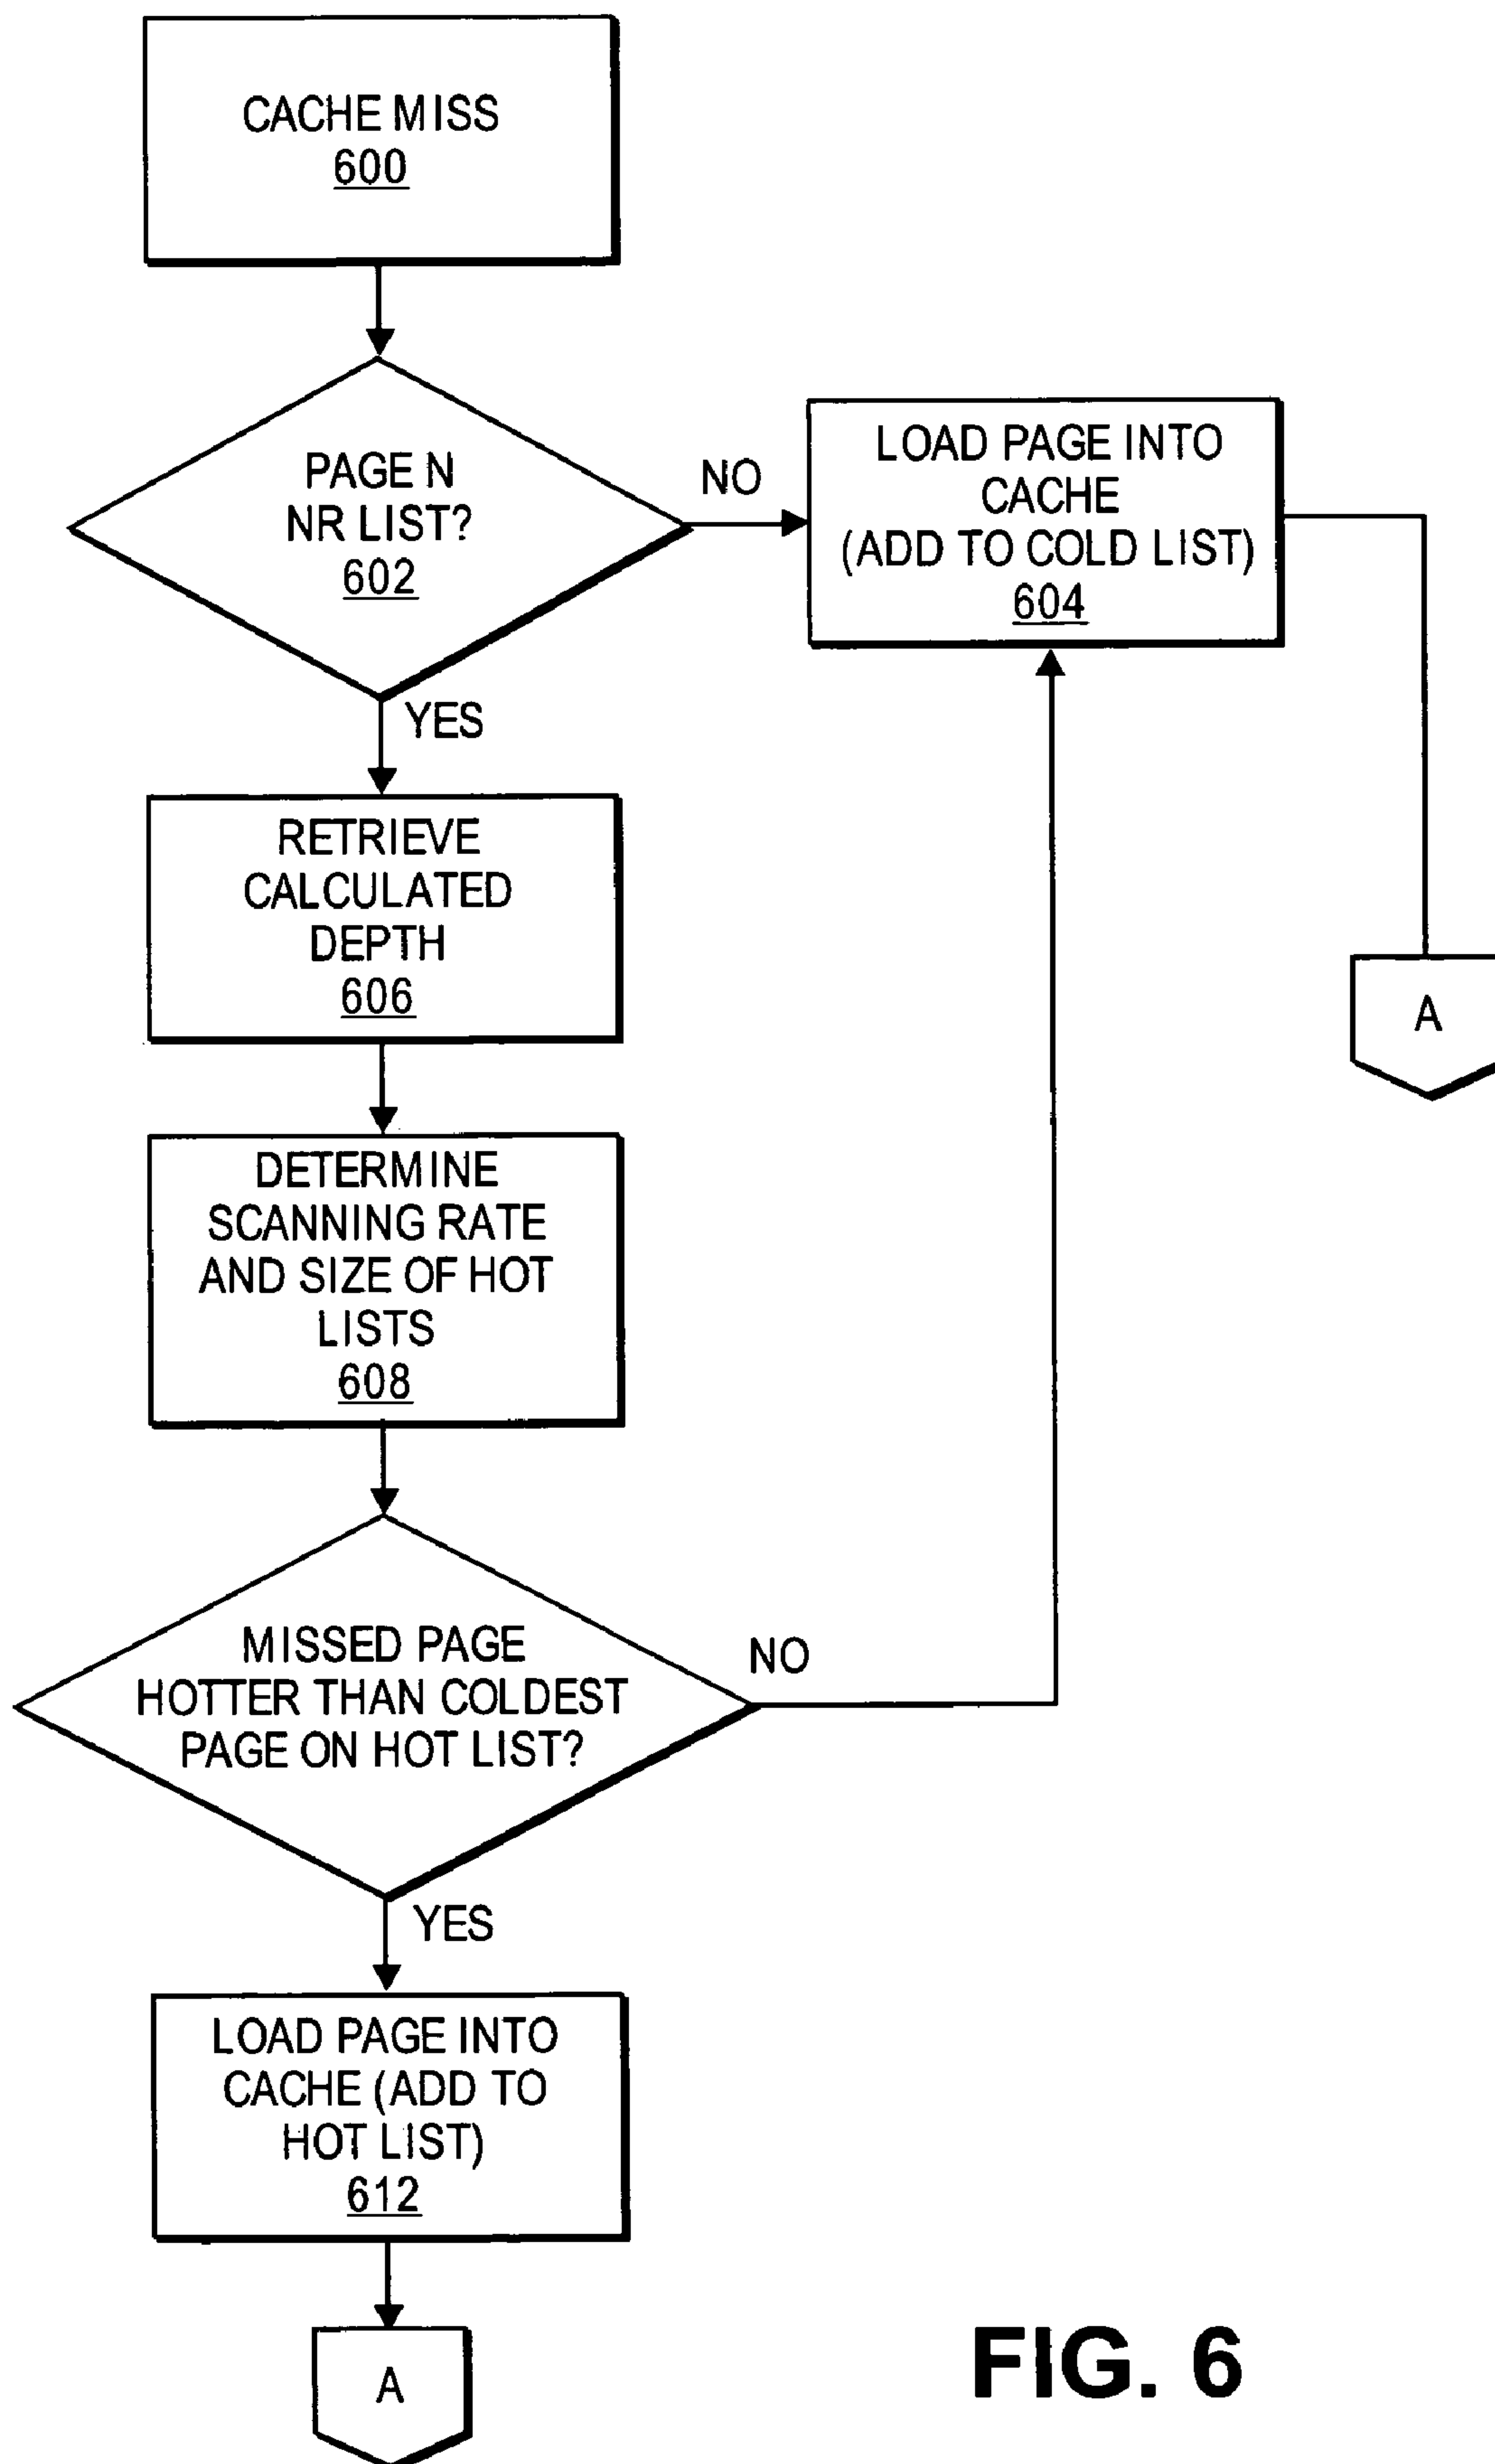 CACHE MISS
600
PAGE N
NR LIST?
602
NO
LOAD PAGE INTO
CACHE
(ADD TO COLD LIST)
604
YES
RETRIEVE
CALCULATED
DEPTH
606
A
DETERMINE
SCANNING RATE
AND SIZE OF HOT
LISTS
608
MISSED PAGE
HOTTER THAN COLDEST
PAGE ON HOT LIST?
NO
YES
LOAD PAGE INTO
CACHE (ADD TO
HOT LIST)
612
A
FIG. 6